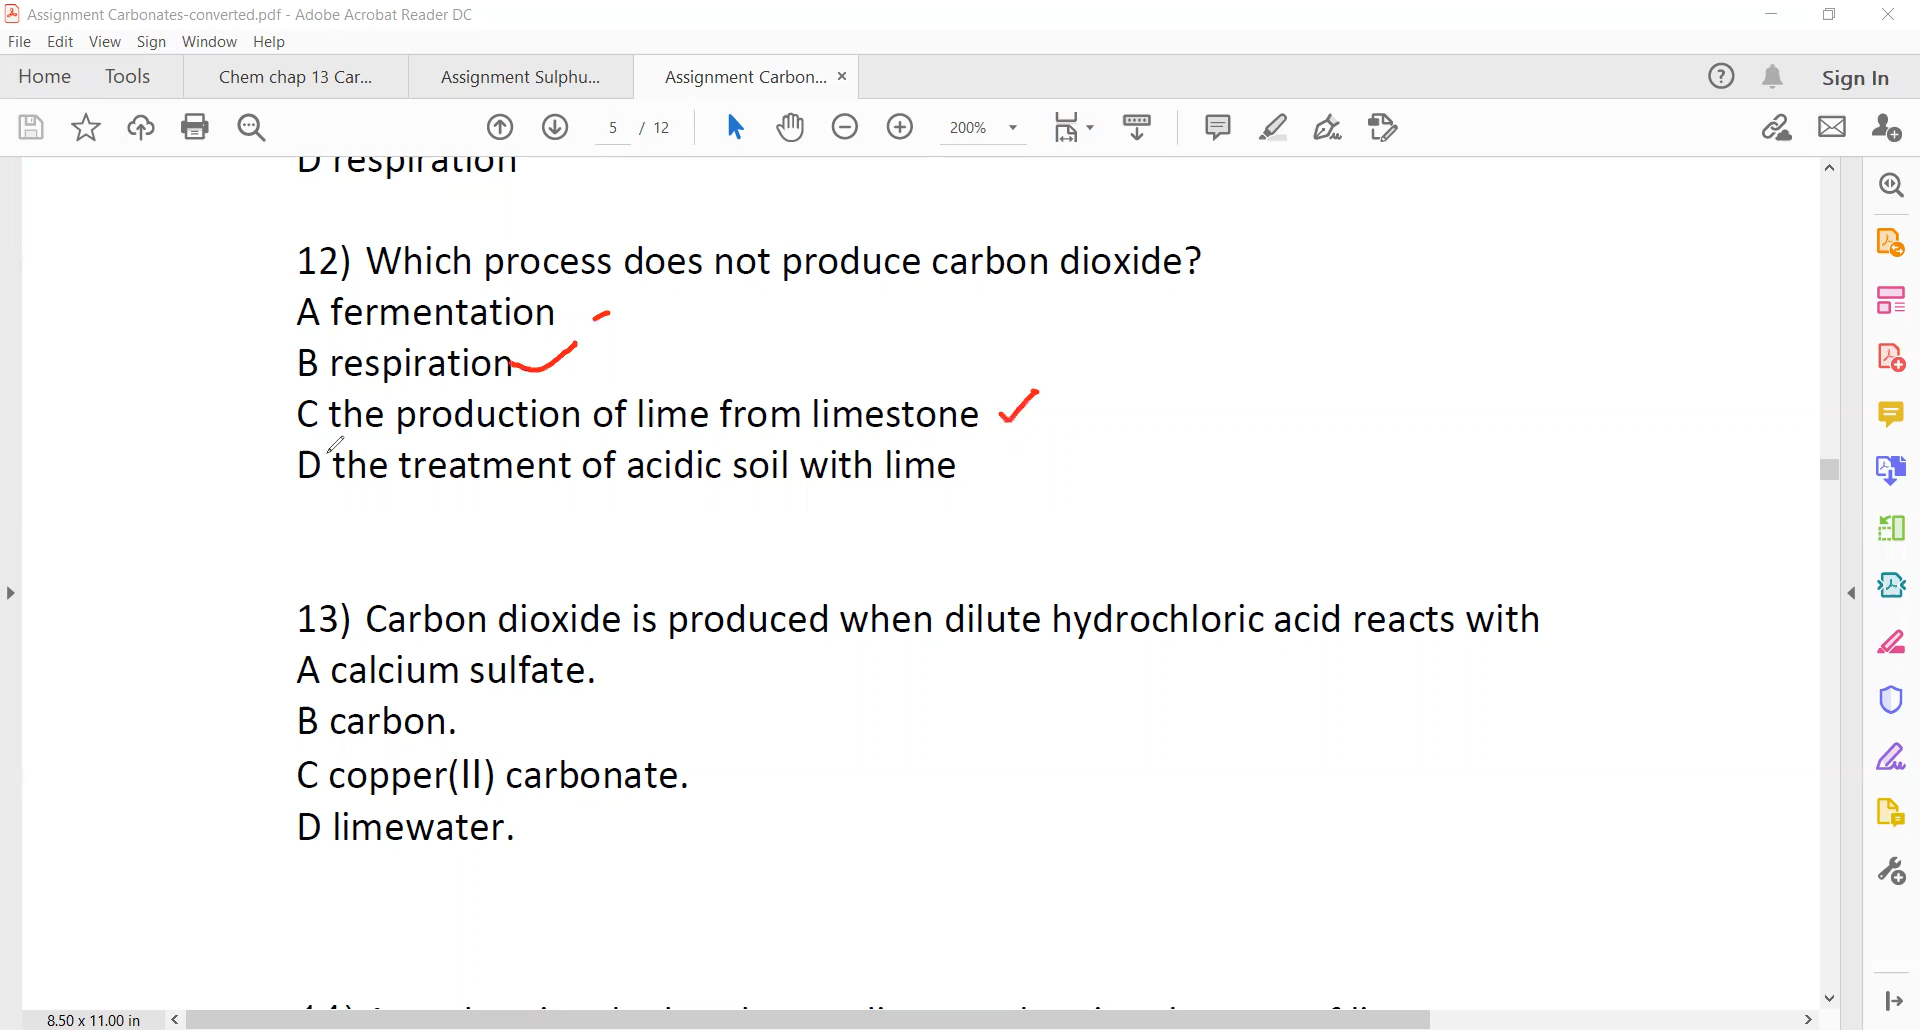 Assignment Carbonates-converted.pdf - Adobe Acrobat Reader DC
File Edit View Sign Window Help
Home Tools Chem chap 13 Car... Assignment Sulphu... Assignment Carbon... × Sign In
5 / 12 200%
D respiration
12) Which process does not produce carbon dioxide?
A fermentation
B respiration
C the production of lime from limestone
D the treatment of acidic soil with lime
13) Carbon dioxide is produced when dilute hydrochloric acid reacts with
A calcium sulfate.
B carbon.
C copper(II) carbonate.
D limewater.
8.50 x 11.00 in